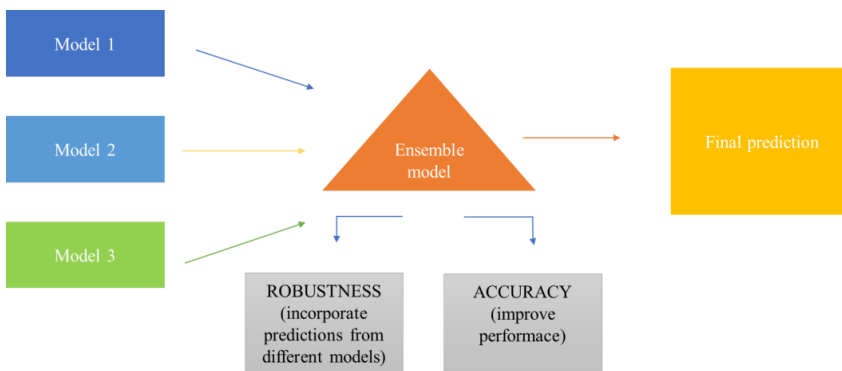 Model 1
Model 2
Model 3
Ensemble
model
Final prediction
ROBUSTNESS
(incorporate
predictions from
different models)
ACCURACY
(improve
performace)